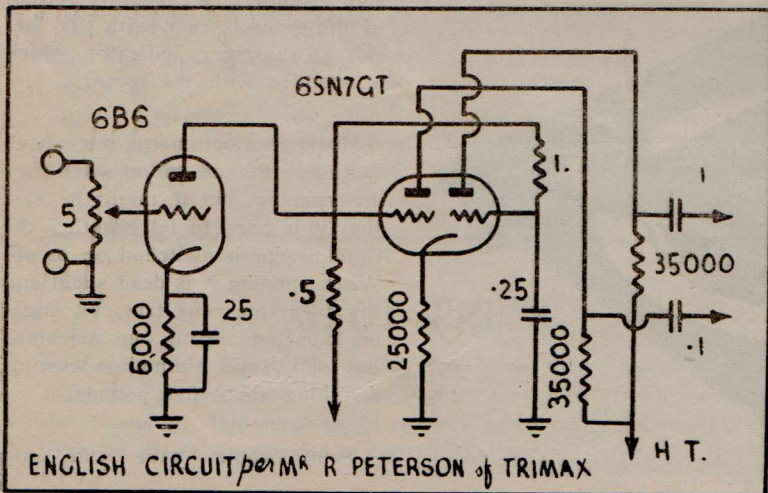 6B6
6SN7GT
5
1.
1
35000
6,000
25
.5
25000
.25
35000
.1
H T.
ENGLISH CIRCUIT per MR R PETERSON of TRIMAX